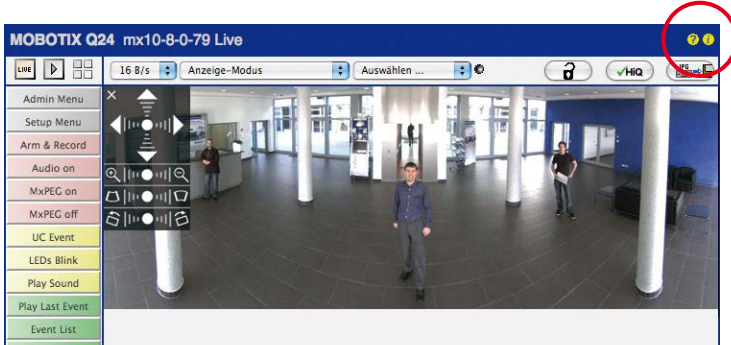 MOBOTIX Q24 mx10-8-0-79 Live
? i
LIVE 16 B/s Anzeige-Modus Auswählen ... HiQ JPG
Admin Menu
Setup Menu
Arm & Record
Audio on
MxPEG on
MxPEG off
UC Event
LEDs Blink
Play Sound
Play Last Event
Event List